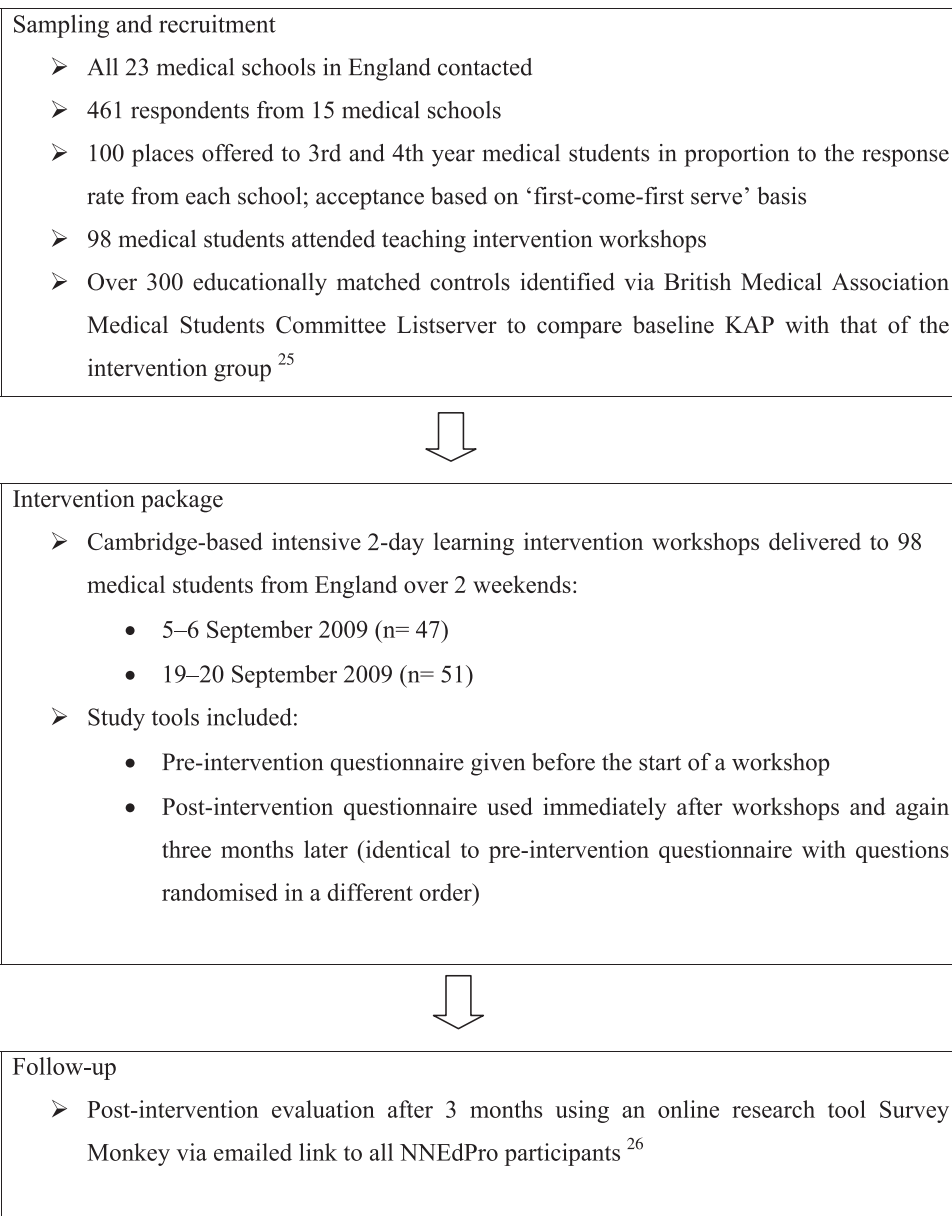 Sampling and recruitment
➢ All 23 medical schools in England contacted
➢ 461 respondents from 15 medical schools
➢ 100 places offered to 3rd and 4th year medical students in proportion to the response
rate from each school; acceptance based on ‘first-come-first serve’ basis
➢ 98 medical students attended teaching intervention workshops
➢ Over 300 educationally matched controls identified via British Medical Association
Medical Students Committee Listserver to compare baseline KAP with that of the
intervention group 25
Intervention package
➢ Cambridge-based intensive 2-day learning intervention workshops delivered to 98
medical students from England over 2 weekends:
• 5–6 September 2009 (n= 47)
• 19–20 September 2009 (n= 51)
➢ Study tools included:
• Pre-intervention questionnaire given before the start of a workshop
• Post-intervention questionnaire used immediately after workshops and again
three months later (identical to pre-intervention questionnaire with questions
randomised in a different order)
Follow-up
➢ Post-intervention evaluation after 3 months using an online research tool Survey
Monkey via emailed link to all NNEdPro participants 26